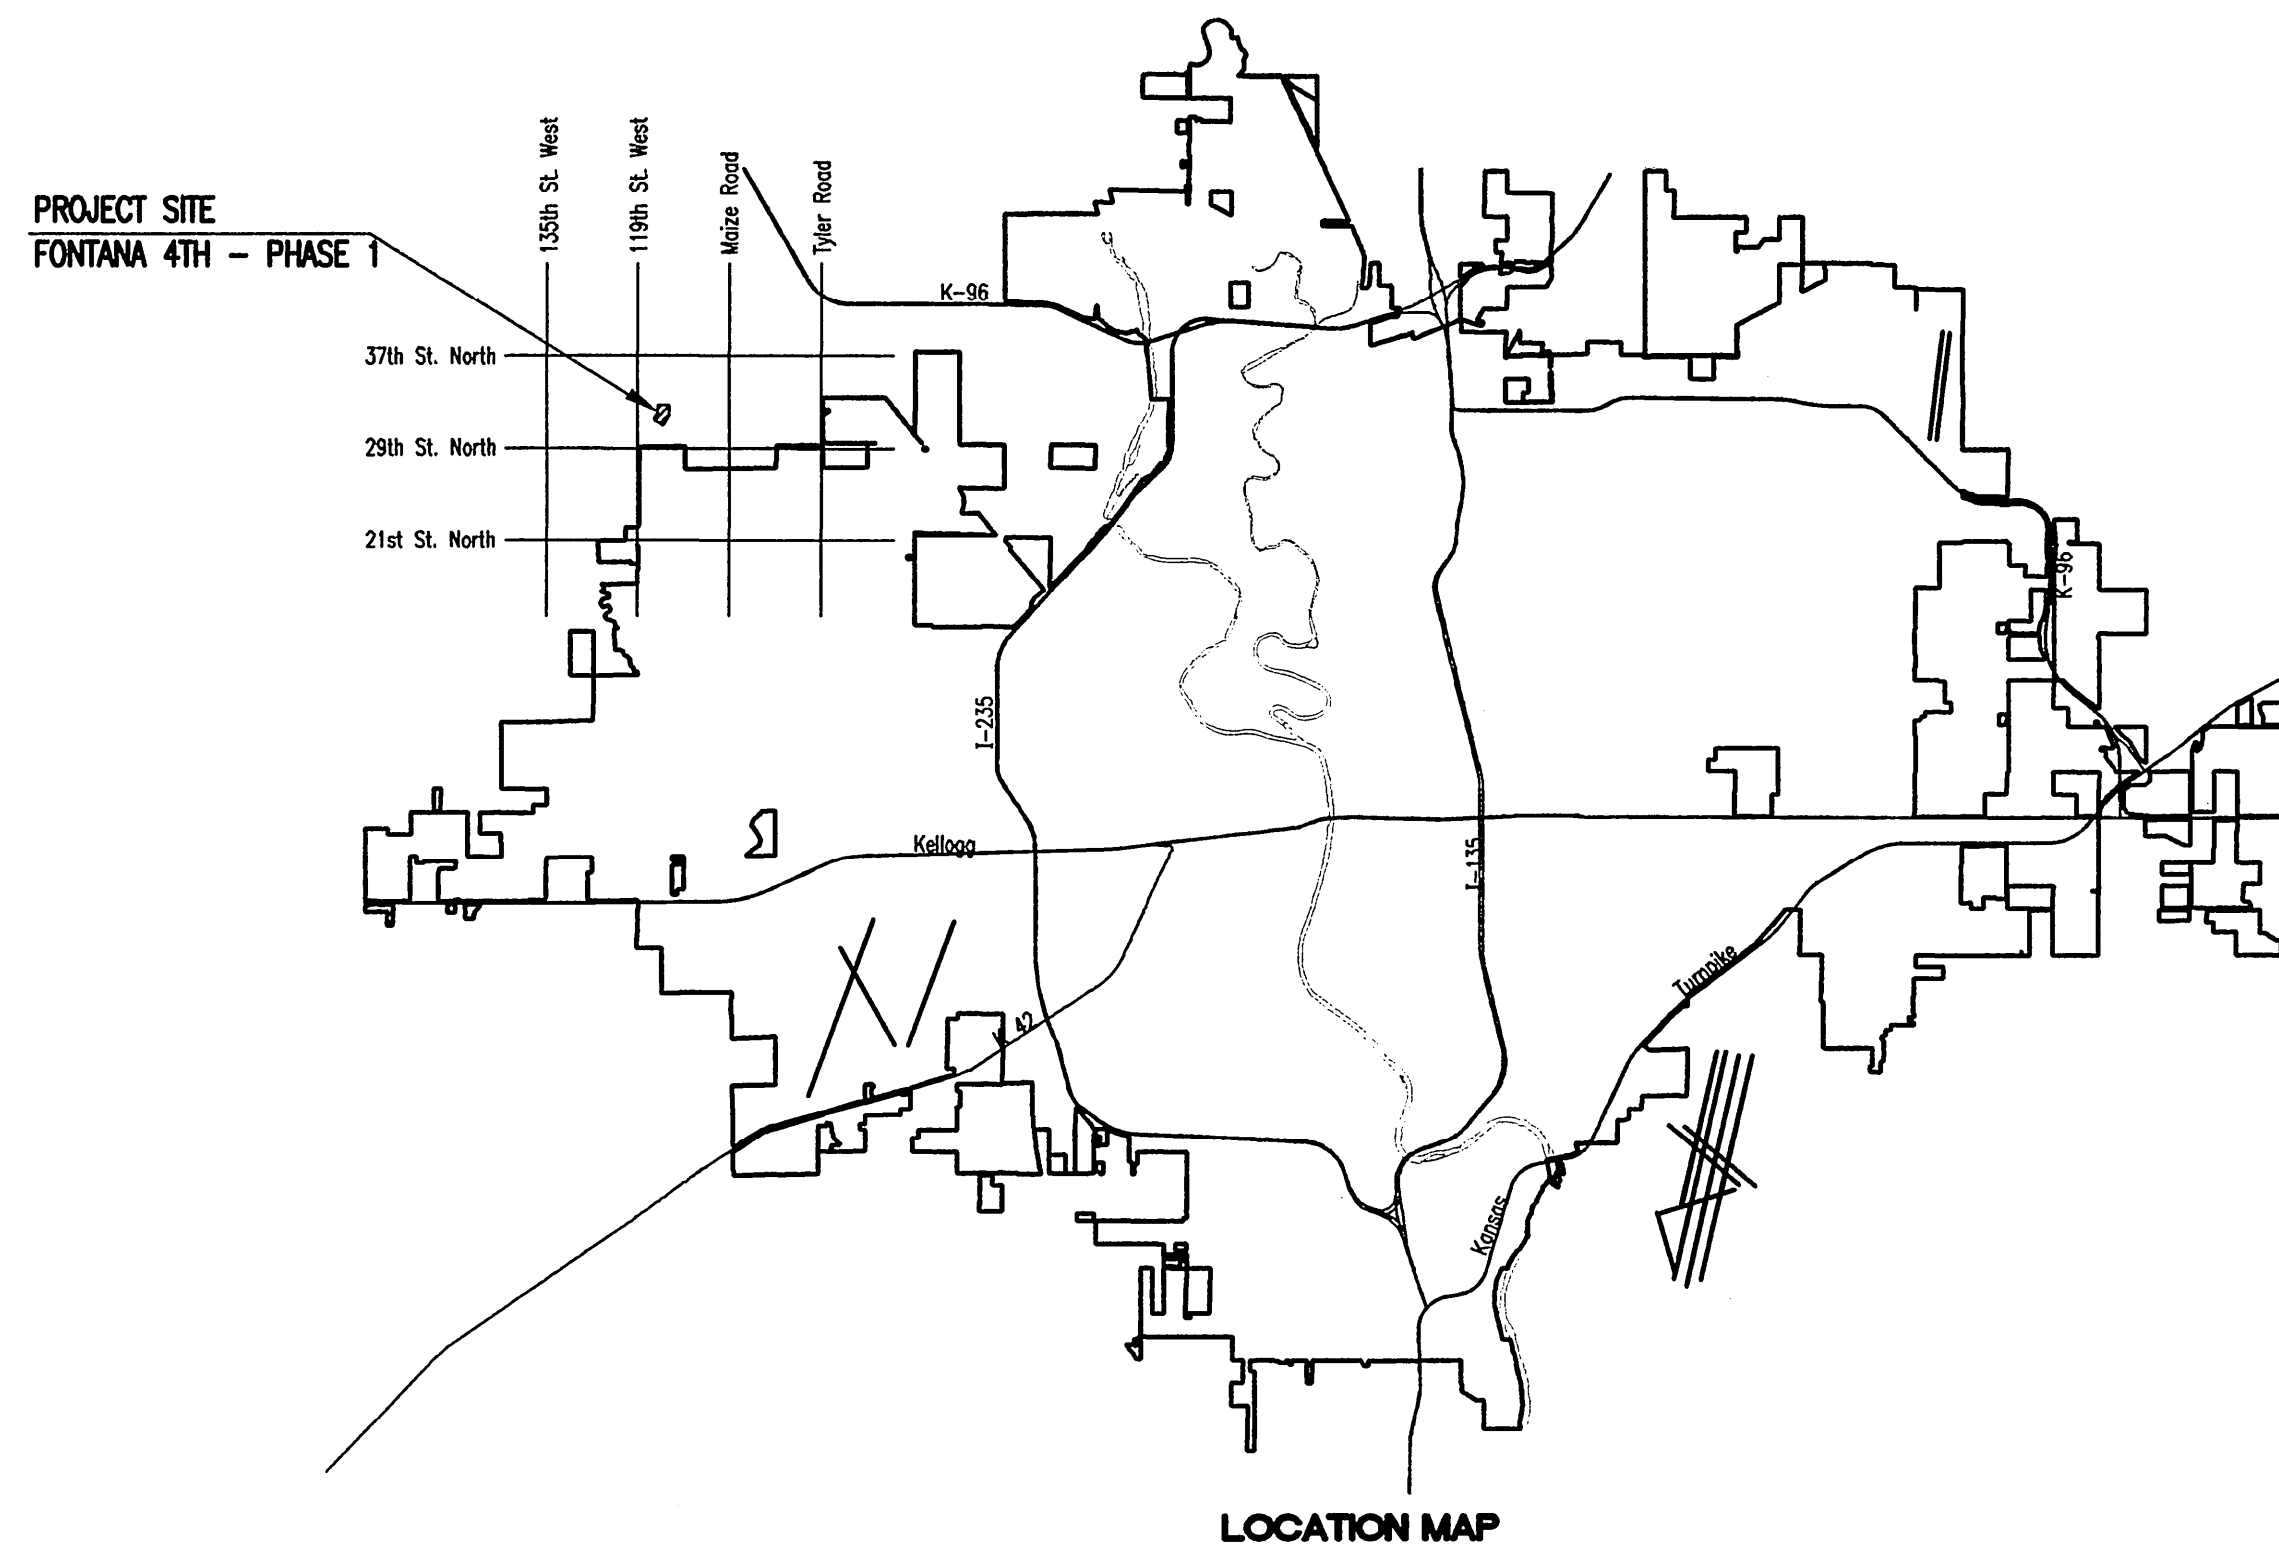 PROJECT SITE
FONTANA 4TH - PHASE 1
135th St. West
119th St. West
Maize Road
Tyler Road
K-96
37th St. North
29th St. North
21st St. North
K-96
I-235
Kellogg
I-135
Turnpike
K 42
Kansas
LOCATION MAP